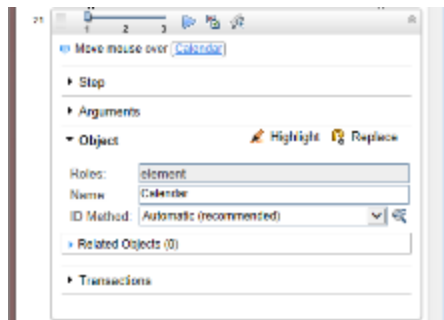 21
1 2 3
Move mouse over [Calendar]
Step
Arguments
Object Highlight Replace
Roles: element
Name Calendar
ID Method: Automatic (recommended)
Related Objects (0)
Transactions